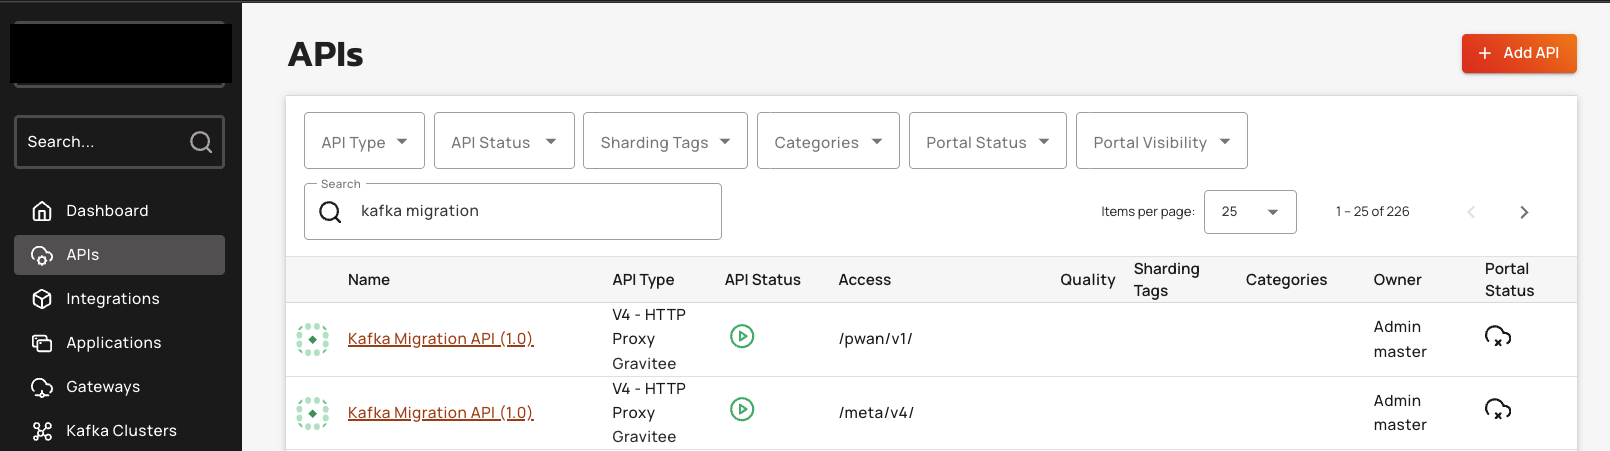 APIs
+ Add API
Search...
API Type
API Status
Sharding Tags
Categories
Portal Status
Portal Visibility
Search
kafka migration
Items per page:
25
1 – 25 of 226
Dashboard
APIs
Integrations
Applications
Gateways
Kafka Clusters
Name
API Type
API Status
Access
Quality
Sharding
Tags
Categories
Owner
Portal
Status
Kafka Migration API (1.0)
V4 - HTTP
Proxy
Gravitee
/pwan/v1/
Admin
master
Kafka Migration API (1.0)
V4 - HTTP
Proxy
Gravitee
/meta/v4/
Admin
master